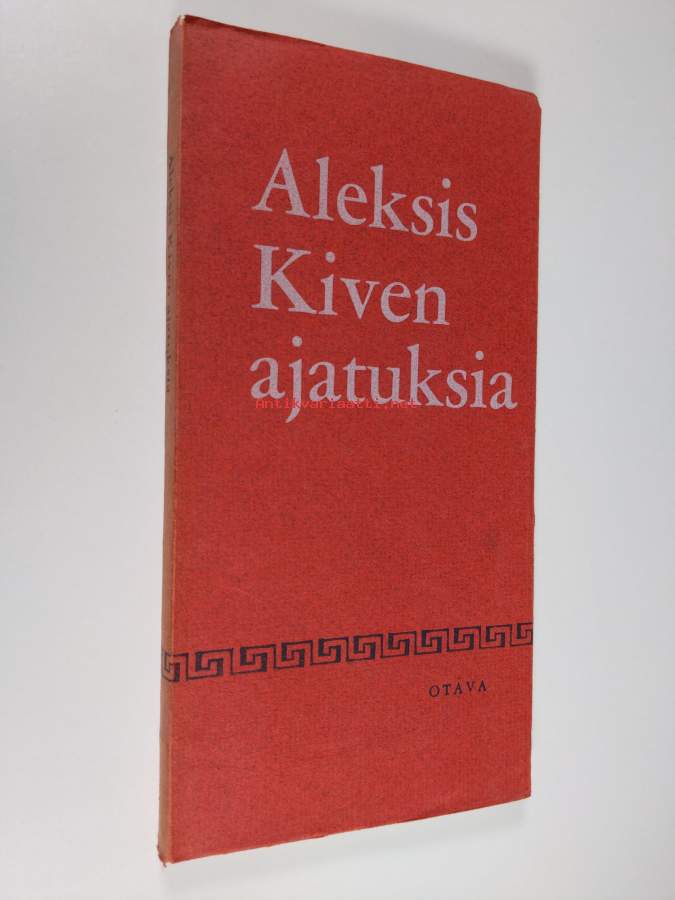 Aleksis
Kiven
ajatuksia
Antikvariaatti.net
OTAVA
Aleksis Kiven ajatuksia